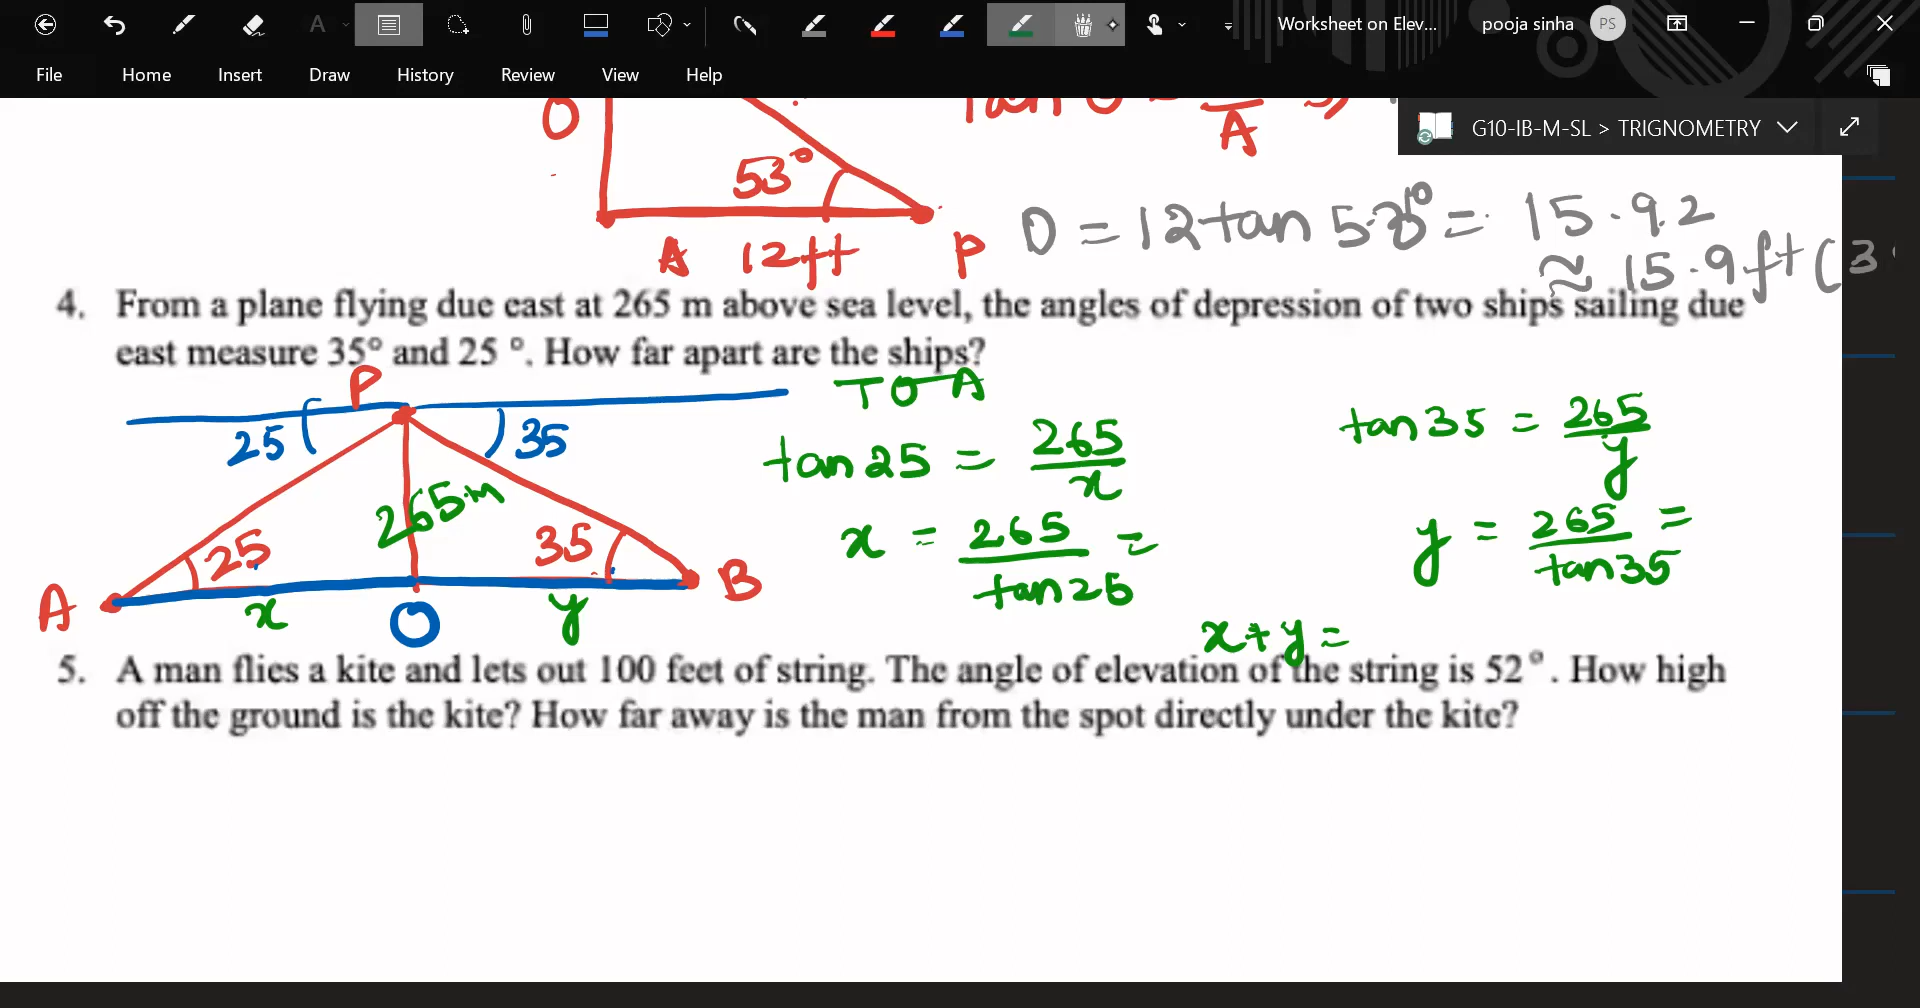 Worksheet on Elev... pooja sinha PS
File Home Insert Draw History Review View Help
G10-IB-M-SL > TRIGNOMETRY
O
A
53°
A 12ft P
O = 12 tan 53° = 15.92
≈ 15.9 ft (3
4. From a plane flying due east at 265 m above sea level, the angles of depression of two ships sailing due
east measure 35° and 25 °. How far apart are the ships?
P
TOA
25 35
tan 25 = 265/x
tan 35 = 265/y
265 m
25 35
x = 265/tan 25 =
y = 265/tan 35 =
A B
x O y
x + y =
5. A man flies a kite and lets out 100 feet of string. The angle of elevation of the string is 52 °. How high
off the ground is the kite? How far away is the man from the spot directly under the kite?